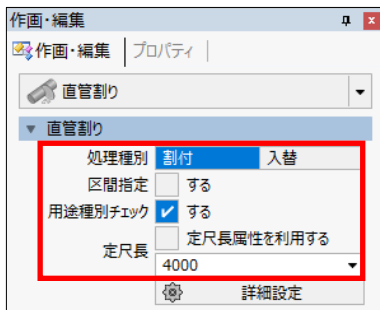 作画・編集
作画・編集 プロパティ
直管割り
直管割り
処理種別 割付 入替
区間指定 する
用途種別チェック する
定尺長 定尺長属性を利用する
4000
詳細設定